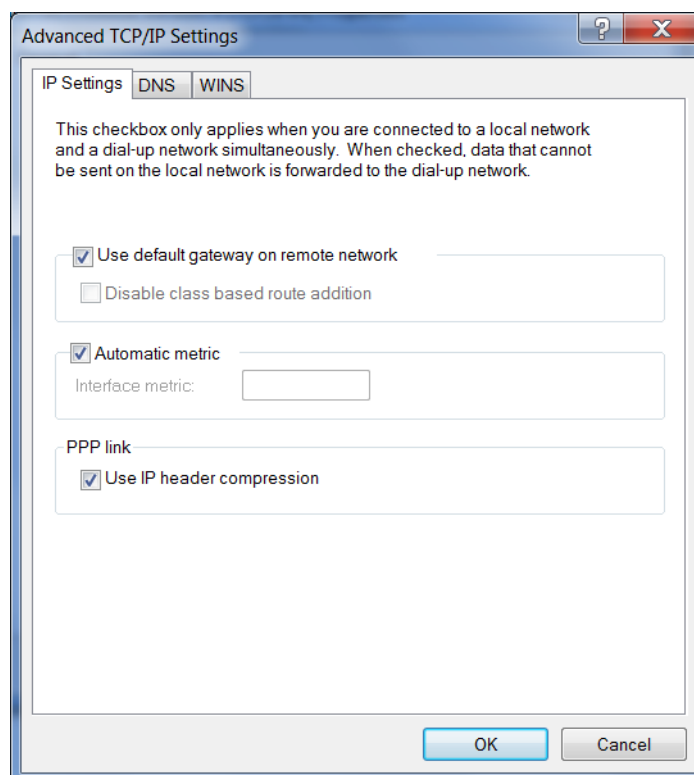 Advanced TCP/IP Settings
IP Settings DNS WINS
This checkbox only applies when you are connected to a local network
and a dial-up network simultaneously. When checked, data that cannot
be sent on the local network is forwarded to the dial-up network.
Use default gateway on remote network
Disable class based route addition
Automatic metric
Interface metric:
PPP link
Use IP header compression
OK Cancel